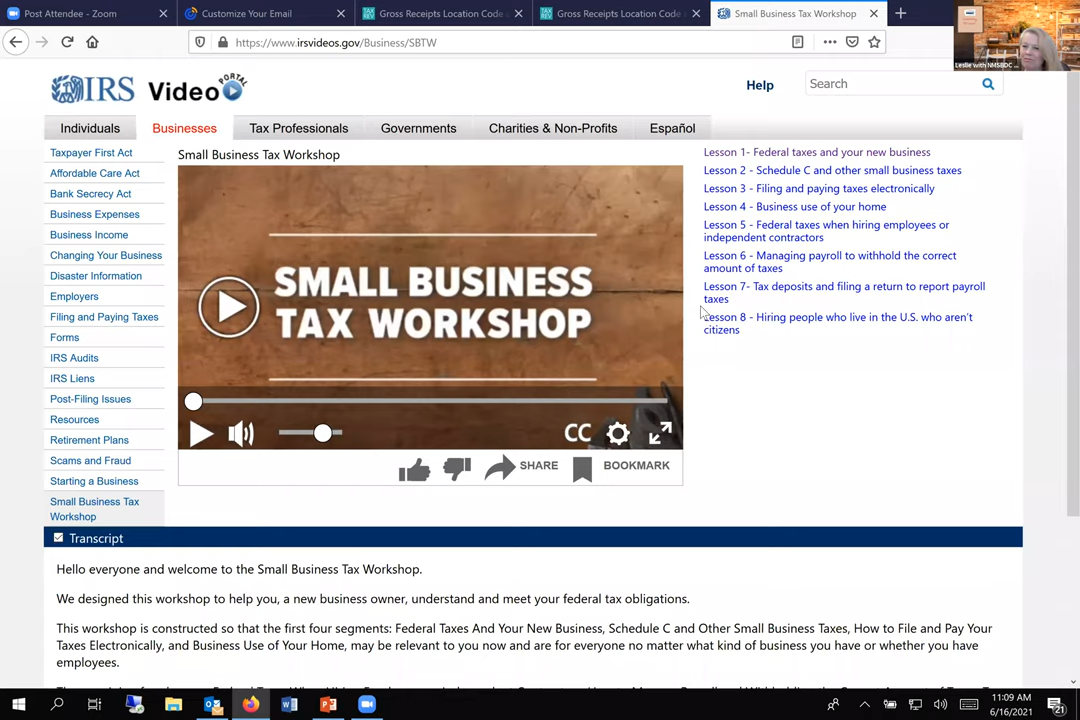 Post Attendee - Zoom
Customize Your Email
Gross Receipts Location Code a
Gross Receipts Location Code
Small Business Tax Workshop
https://www.irsvideos.gov/Business/SBTW
Leslie with NMSBDC
IRS Video PORTAL
Help
Search
Individuals
Businesses
Tax Professionals
Governments
Charities & Non-Profits
Español
Taxpayer First Act
Affordable Care Act
Bank Secrecy Act
Business Expenses
Business Income
Changing Your Business
Disaster Information
Employers
Filing and Paying Taxes
Forms
IRS Audits
IRS Liens
Post-Filing Issues
Resources
Retirement Plans
Scams and Fraud
Starting a Business
Small Business Tax
Workshop
Small Business Tax Workshop
SMALL BUSINESS
TAX WORKSHOP
CC
SHARE
BOOKMARK
Lesson 1- Federal taxes and your new business
Lesson 2 - Schedule C and other small business taxes
Lesson 3 - Filing and paying taxes electronically
Lesson 4 - Business use of your home
Lesson 5 - Federal taxes when hiring employees or
independent contractors
Lesson 6 - Managing payroll to withhold the correct
amount of taxes
Lesson 7- Tax deposits and filing a return to report payroll
taxes
Lesson 8 - Hiring people who live in the U.S. who aren't
citizens
Transcript
Hello everyone and welcome to the Small Business Tax Workshop.
We designed this workshop to help you, a new business owner, understand and meet your federal tax obligations.
This workshop is constructed so that the first four segments: Federal Taxes And Your New Business, Schedule C and Other Small Business Taxes, How to File and Pay Your
Taxes Electronically, and Business Use of Your Home, may be relevant to you now and are for everyone no matter what kind of business you have or whether you have
employees.
11:09 AM
6/16/2021
21